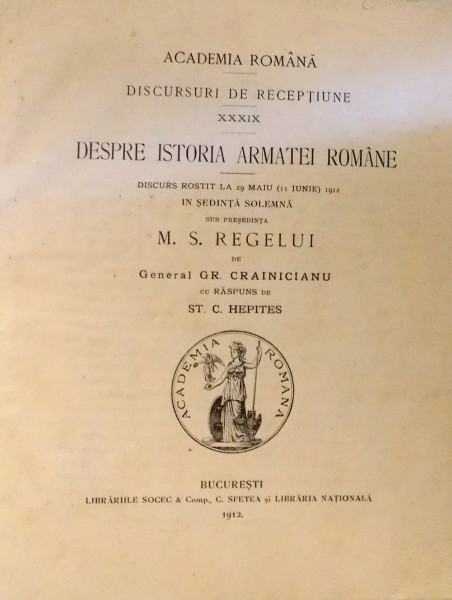 ACADEMIA ROMÂNĂ
DISCURSURI DE RECEPȚIUNE
XXXIX
DESPRE ISTORIA ARMATEI ROMÂNE
DISCURS ROSTIT LA 29 MAIU (11 IUNIE) 1912
IN ȘEDINȚĂ SOLEMNĂ
SUB PREȘEDINȚA
M. S. REGELUI
DE
General GR. CRAINICIANU
CU RĂSPUNS DE
ST. C. HEPITES
ACADEMIA ROMANA
BUCUREȘTI
LIBRĂRIILE SOCEC & Comp., C. SFETEA și LIBRĂRIA NAȚIONALĂ
1912.